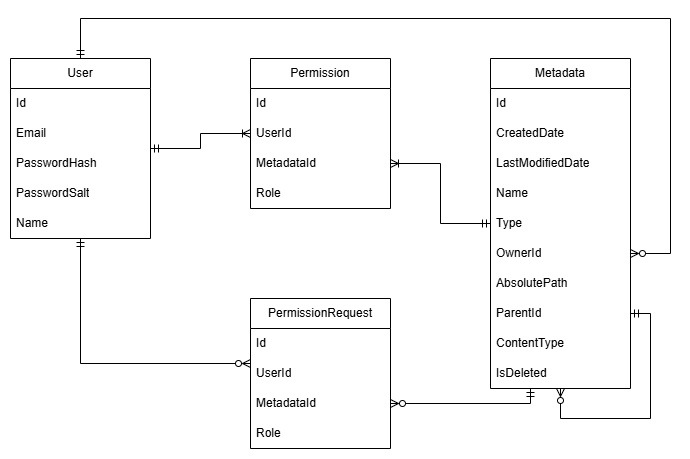 User
Id
Email
PasswordHash
PasswordSalt
Name
Permission
Id
UserId
MetadataId
Role
Metadata
Id
CreatedDate
LastModifiedDate
Name
Type
OwnerId
AbsolutePath
ParentId
ContentType
IsDeleted
PermissionRequest
Id
UserId
MetadataId
Role